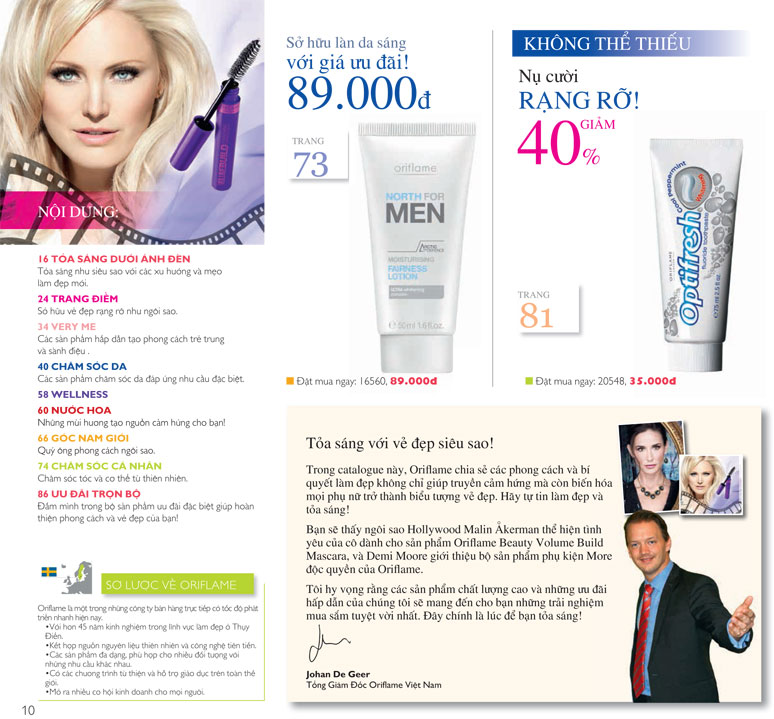 NỘI DUNG:
16 TỎA SÁNG DƯỚI ÁNH ĐÈN
Tỏa sáng như siêu sao với các xu hướng và mẹo
làm đẹp mới.
24 TRANG ĐIỂM
Sở hữu vẻ đẹp rạng rỡ như ngôi sao.
34 VERY ME
Các sản phẩm hấp dẫn tạo phong cách trẻ trung
và sành điệu .
40 CHĂM SÓC DA
Các sản phẩm chăm sóc da đáp ứng nhu cầu đặc biệt.
58 WELLNESS
60 NƯỚC HOA
Những mùi hương tạo nguồn cảm hứng cho bạn!
66 GÓC NAM GIỚI
Quý ông phong cách ngôi sao.
74 CHĂM SÓC CÁ NHÂN
Chăm sóc tóc và cơ thể từ thiên nhiên.
86 ƯU ĐÃI TRỌN BỘ
Đắm mình trong bộ sản phẩm ưu đãi đặc biệt giúp hoàn
thiện phong cách và vẻ đẹp của bạn!
SƠ LƯỢC VỀ ORIFLAME
Oriflame là một trong những công ty bán hàng trực tiếp có tốc độ phát
triển nhanh hiện nay.
•Với hơn 45 năm kinh nghiệm trong lĩnh vực làm đẹp ở Thụy
Điển.
•Kết hợp nguồn nguyên liệu thiên nhiên và công nghệ tiên tiến.
•Các sản phẩm đa dạng, phù hợp cho nhiều đối tượng với
những nhu cầu khác nhau.
•Có các chương trình từ thiện và hỗ trợ giáo dục trên toàn thế
giới.
•Mở ra nhiều cơ hội kinh doanh cho mọi người.
10
Sở hữu làn da sáng
với giá ưu đãi!
89.000đ
TRANG
73
oriflame
NORTH FOR
MEN
MOISTURISING
FAIRNESS
LOTION
50ml 1.6fl.oz.
Đặt mua ngay: 16560, 89.000đ
KHÔNG THỂ THIẾU
Nụ cười
RẠNG RỠ!
GIẢM
40%
TRANG
81
Cool Peppermint
ORIFLAME
Optifresh
fluoride toothpaste
75 ml 2.5 fl.oz
Đặt mua ngay: 20548, 35.000đ
Tỏa sáng với vẻ đẹp siêu sao!
Trong catalogue này, Oriflame chia sẻ các phong cách và bí
quyết làm đẹp không chỉ giúp truyền cảm hứng mà còn biến hóa
mọi phụ nữ trở thành biểu tượng vẻ đẹp. Hãy tự tin làm đẹp và
tỏa sáng!
Bạn sẽ thấy ngôi sao Hollywood Malin Åkerman thể hiện tình
yêu của cô dành cho sản phẩm Oriflame Beauty Volume Build
Mascara, và Demi Moore giới thiệu bộ sản phẩm phụ kiện More
độc quyền của Oriflame.
Tôi hy vọng rằng các sản phẩm chất lượng cao và những ưu đãi
hấp dẫn của chúng tôi sẽ mang đến cho bạn những trải nghiệm
mua sắm tuyệt vời nhất. Đây chính là lúc để bạn tỏa sáng!
Johan De Geer
Tổng Giám Đốc Oriflame Việt Nam